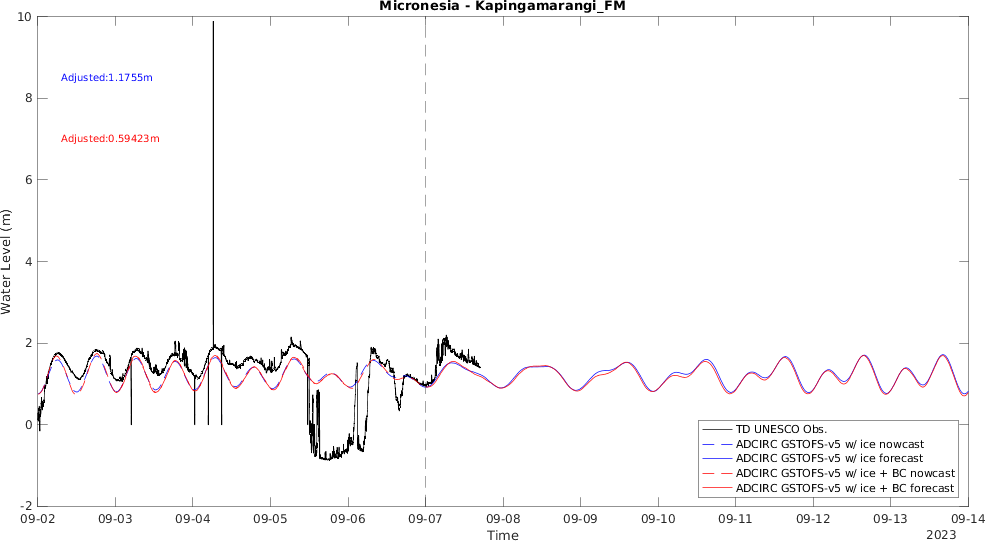 Micronesia - Kapingamarangi_FM
10
8
6
4
2
0
-2
Water Level (m)
Adjusted:1.1755m
Adjusted:0.59423m
TD UNESCO Obs.
ADCIRC GSTOFS-v5 w/ ice nowcast
ADCIRC GSTOFS-v5 w/ ice forecast
ADCIRC GSTOFS-v5 w/ ice + BC nowcast
ADCIRC GSTOFS-v5 w/ ice + BC forecast
09-02 09-03 09-04 09-05 09-06 09-07 09-08 09-09 09-10 09-11 09-12 09-13 09-14
Time
2023